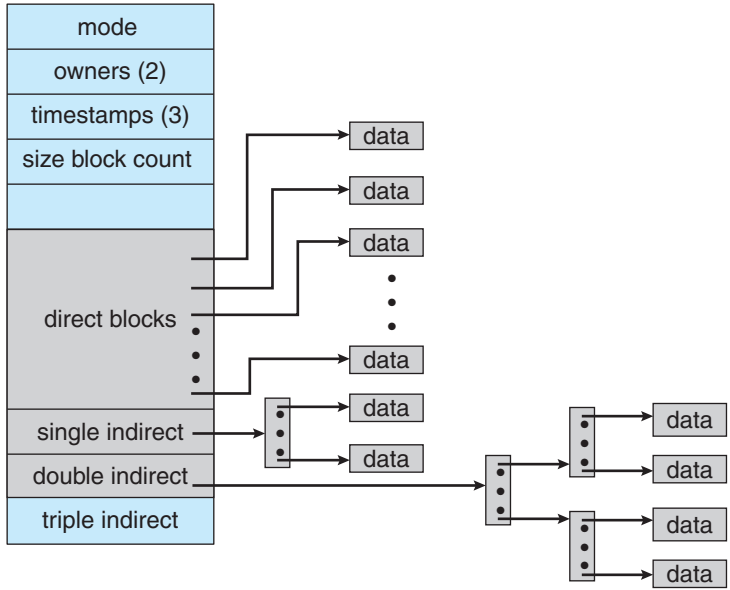 mode
owners (2)
timestamps (3)
size block count
direct blocks
single indirect
double indirect
triple indirect
data
data
data
data
data
data
data
data
data
data